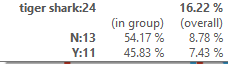 tiger shark:24 16.22 %
(in group) (overall)
N:13 54.17 % 8.78 %
Y:11 45.83 % 7.43 %